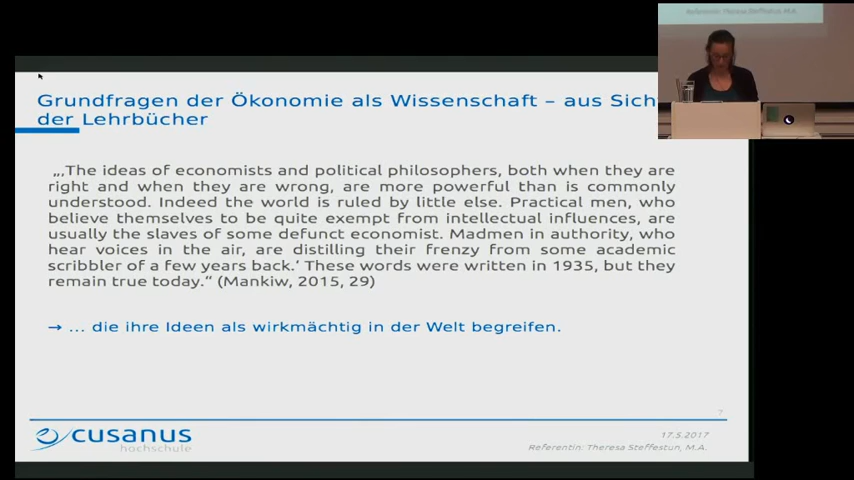 Grundfragen der Ökonomie als Wissenschaft – aus Sich
der Lehrbücher
„‚The ideas of economists and political philosophers, both when they are
right and when they are wrong, are more powerful than is commonly
understood. Indeed the world is ruled by little else. Practical men, who
believe themselves to be quite exempt from intellectual influences, are
usually the slaves of some defunct economist. Madmen in authority, who
hear voices in the air, are distilling their frenzy from some academic
scribbler of a few years back.‘ These words were written in 1935, but they
remain true today.“ (Mankiw, 2015, 29)
→ ... die ihre Ideen als wirkmächtig in der Welt begreifen.
7
cusanus
hochschule
17.5.2017
Referentin: Theresa Steffestun, M.A.
Referentin: Theresa Steffestun, M.A.